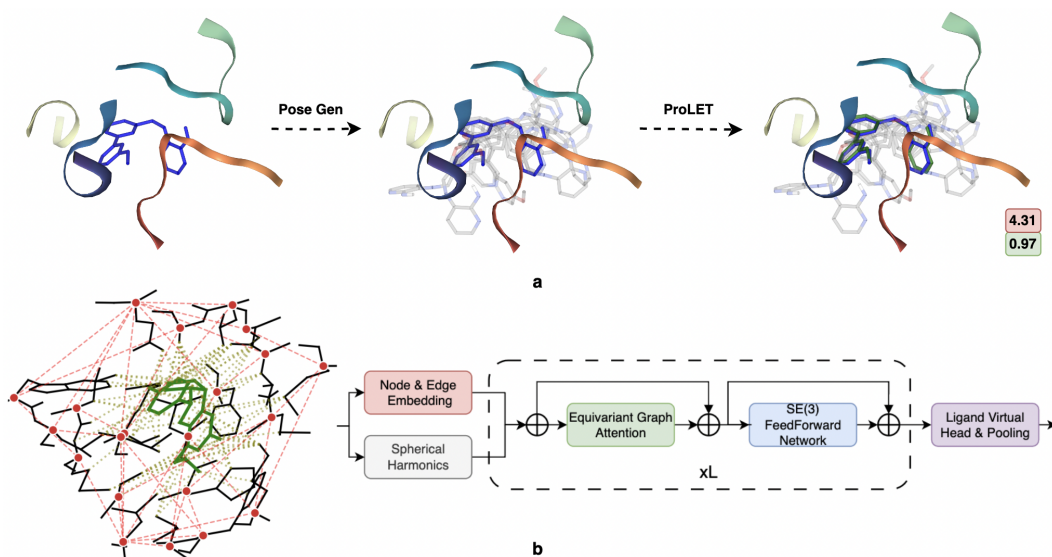 Pose Gen
ProLET
4.31
0.97
a
Node & Edge
Embedding
Spherical
Harmonics
Equivariant Graph
Attention
SE(3)
FeedForward
Network
xL
Ligand Virtual
Head & Pooling
b